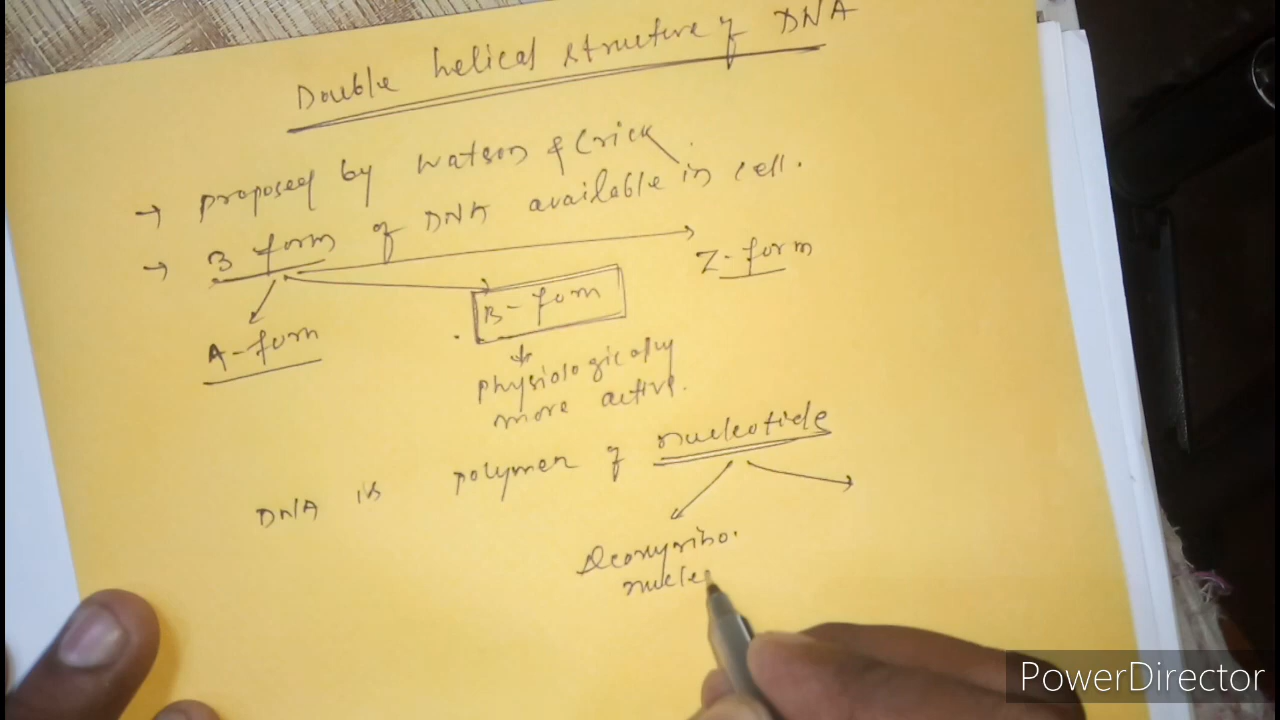 Double helical structure of DNA
→ proposed by Watson & Crick
→ 3 form of DNA available in cell.
A-form
B-form
Z-form
physiologically
more active.
DNA is polymer of nucleotide
Deoxyribo.
nucle
PowerDirector